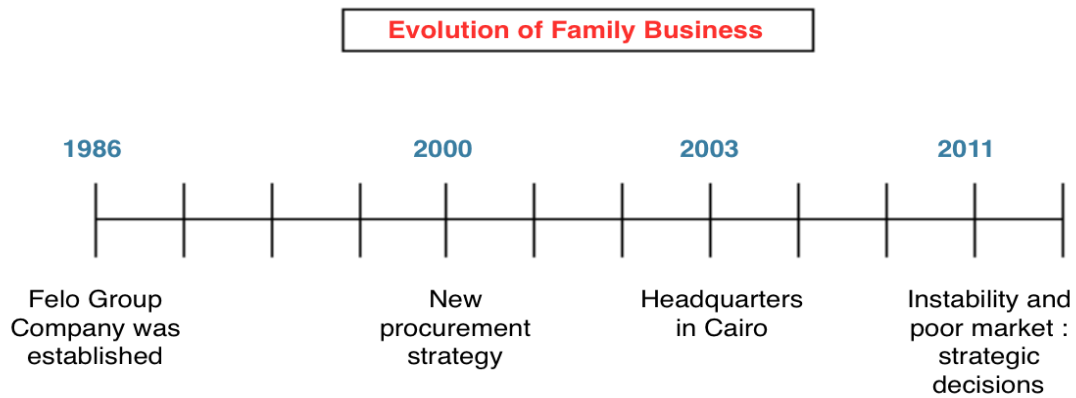 Evolution of Family Business
1986
2000
2003
2011
Felo Group
Company was
established
New
procurement
strategy
Headquarters
in Cairo
Instability and
poor market :
strategic
decisions